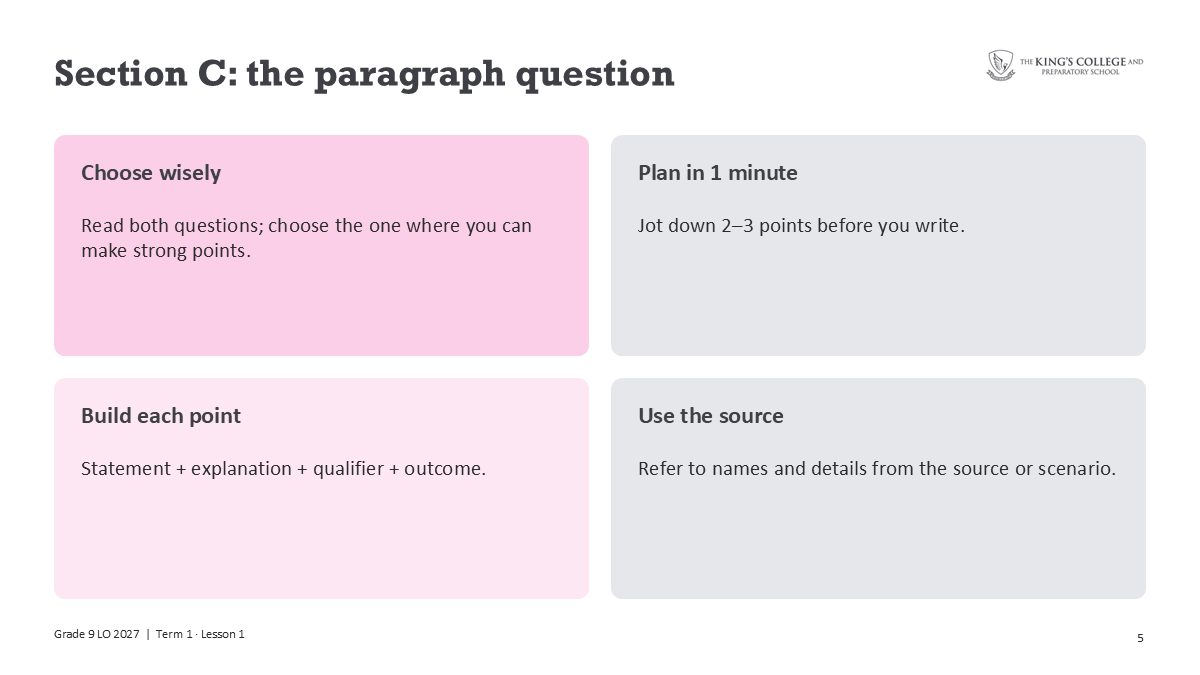 Section C: the paragraph question
THE KING'S COLLEGE AND
PREPARATORY SCHOOL
Choose wisely
Read both questions; choose the one where you can
make strong points.
Plan in 1 minute
Jot down 2–3 points before you write.
Build each point
Statement + explanation + qualifier + outcome.
Use the source
Refer to names and details from the source or scenario.
Grade 9 LO 2027 | Term 1 · Lesson 1
5